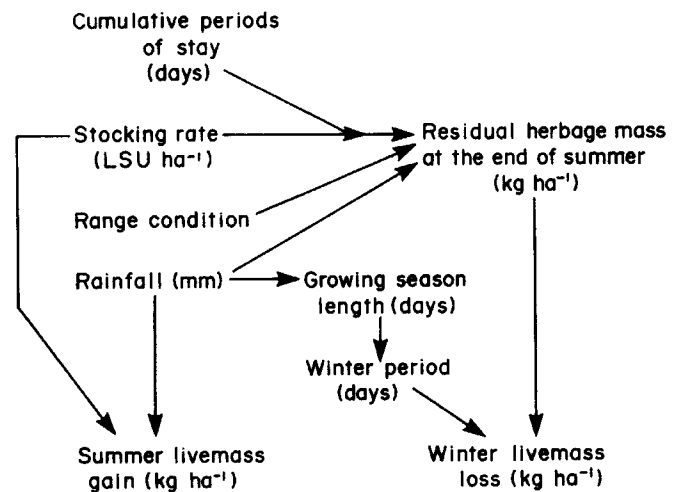 Cumulative periods
of stay
(days)
Stocking rate
(LSU ha⁻¹)
Residual herbage mass
at the end of summer
(kg ha⁻¹)
Range condition
Rainfall (mm)
Growing season
length (days)
Winter period
(days)
Summer livemass
gain (kg ha⁻¹)
Winter livemass
loss (kg ha⁻¹)